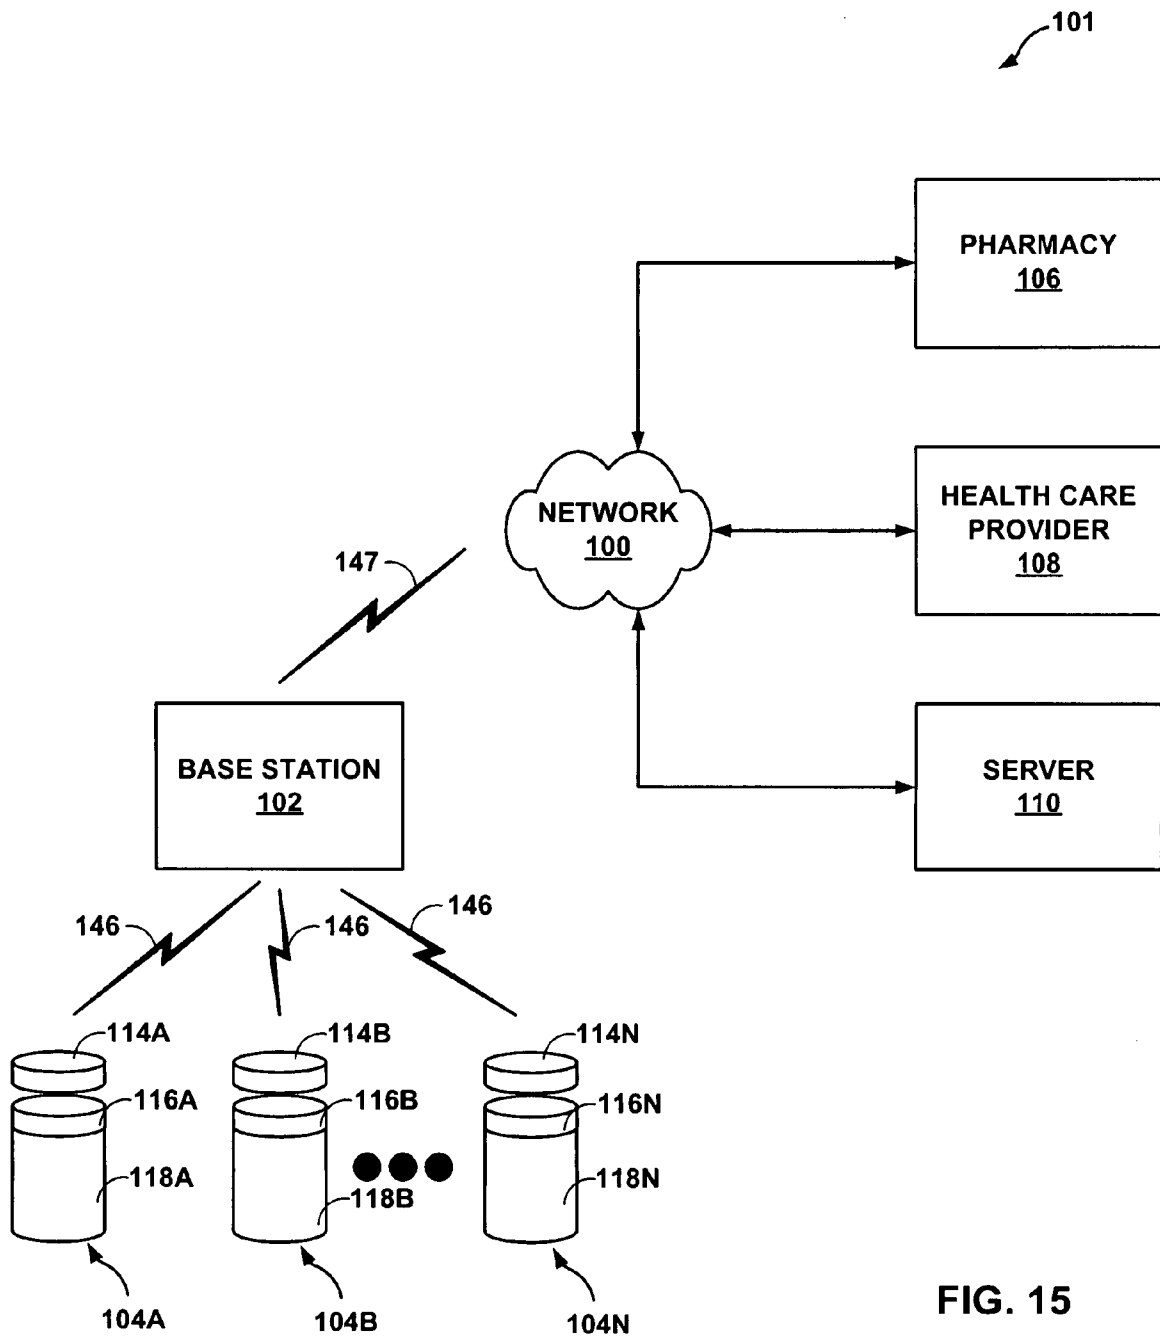 101
PHARMACY
106
NETWORK
100
HEALTH CARE
PROVIDER
108
147
BASE STATION
102
SERVER
110
146
146
146
114A
114B
114N
116A
116B
116N
118A
118B
118N
104A
104B
104N
FIG. 15